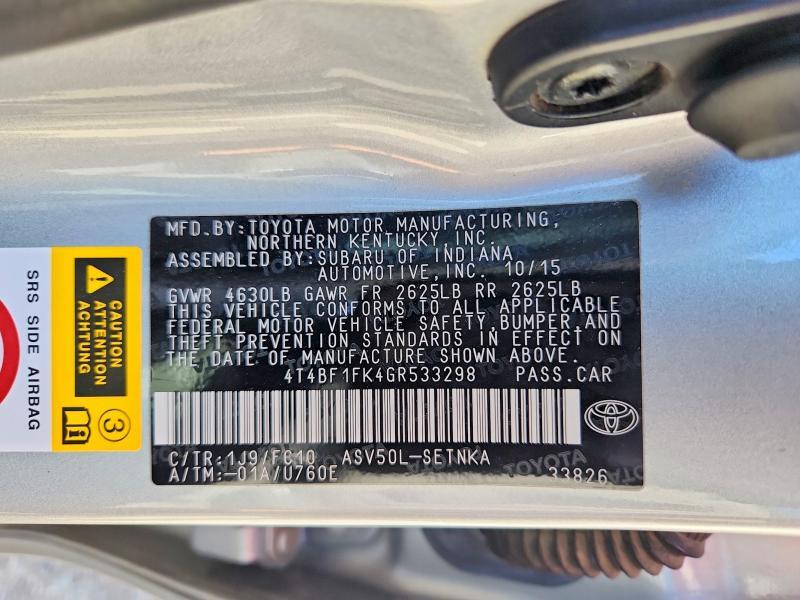 MFD.BY:TOYOTA MOTOR MANUFACTURING,
NORTHERN KENTUCKY, INC.
ASSEMBLED BY:SUBARU OF INDIANA
AUTOMOTIVE,INC. 10/15
GVWR 4630LB GAWR FR 2625LB RR 2625LB
THIS VEHICLE CONFORMS TO ALL APPLICABLE
FEDERAL MOTOR VEHICLE SAFETY,BUMPER,AND
THEFT PREVENTION STANDARDS IN EFFECT ON
THE DATE OF MANUFACTURE SHOWN ABOVE.
4T4BF1FK4GR533298 PASS.CAR
C/TR:1J9/FC10 ASV50L-SETNKA
A/TM:-01A/U760E 33826
TOYOTA
CAUTION
ATTENTION
ACHTUNG
3
SRS SIDE AIRBAG